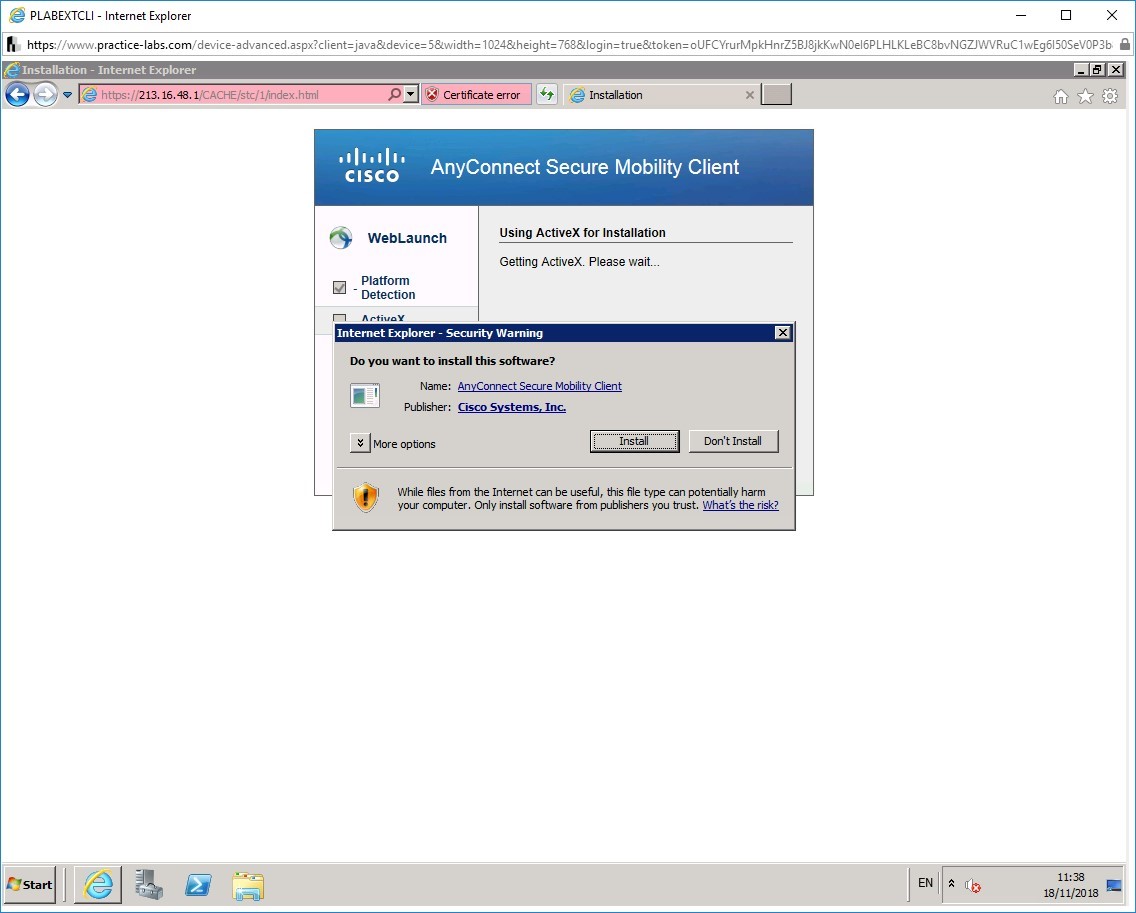 PLABEXTCLI - Internet Explorer
https://www.practice-labs.com/device-advanced.aspx?client=java&device=5&width=1024&height=768&login=true&token=oUFCYrurMpkHnrZ5BJ8jkKwN0eI6PLHLKLeBC8bvNGZJWVRuC1wEg6I50SeV0P3b
Installation - Internet Explorer
https://213.16.48.1/CACHE/stc/1/index.html Certificate error Installation
CISCO AnyConnect Secure Mobility Client
WebLaunch
Using ActiveX for Installation
Getting ActiveX. Please wait...
- Platform
Detection
ActiveX
Internet Explorer - Security Warning
Do you want to install this software?
Name: AnyConnect Secure Mobility Client
Publisher: Cisco Systems, Inc.
More options Install Don't Install
While files from the Internet can be useful, this file type can potentially harm
your computer. Only install software from publishers you trust. What's the risk?
Start EN 11:38
18/11/2018